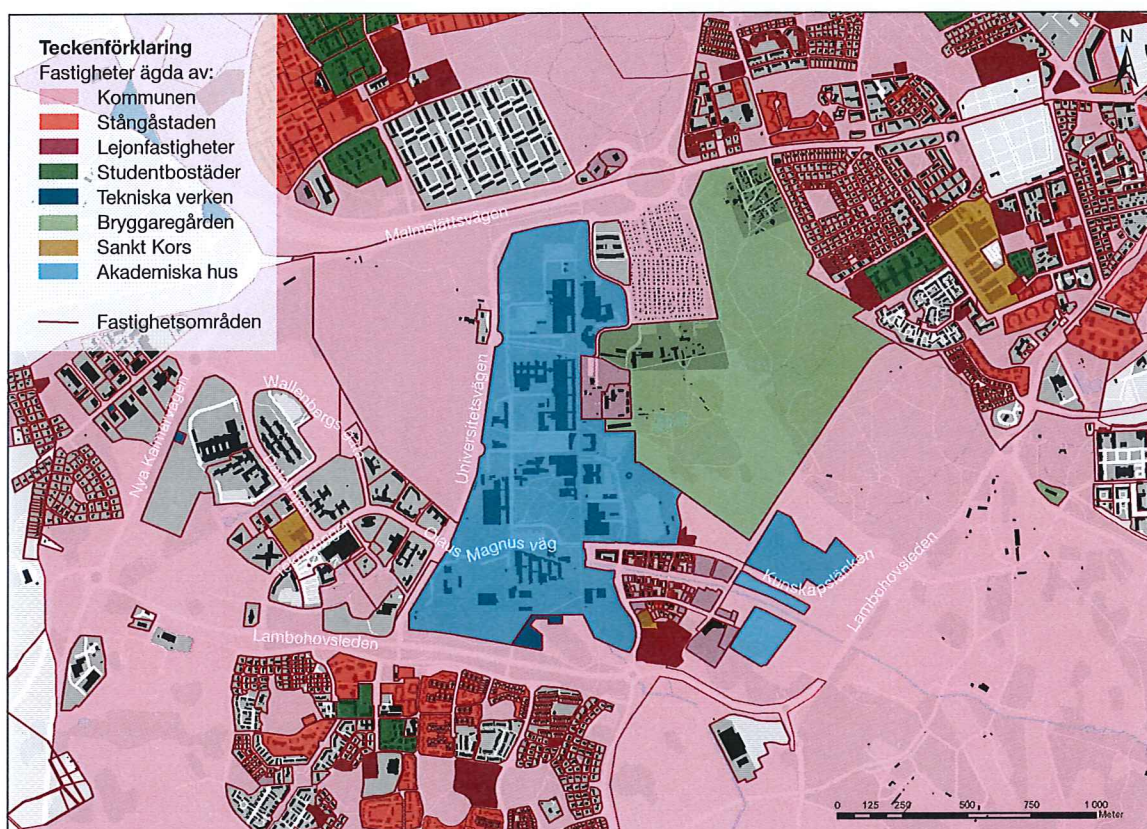 Teckenförklaring
Fastigheter ägda av:
Kommunen
Stångåstaden
Lejonfastigheter
Studentbostäder
Tekniska verken
Bryggaregården
Sankt Kors
Akademiska hus
Fastighetsområden
N
Malmslättsvägen
Universitetsvägen
Nya Kalmarvägen
Wallenbergs
Olaus Magnus väg
Kunskapslänken
Lambohovsleden
Lambohovsleden
0 125 250 500 750 1 000
Meter